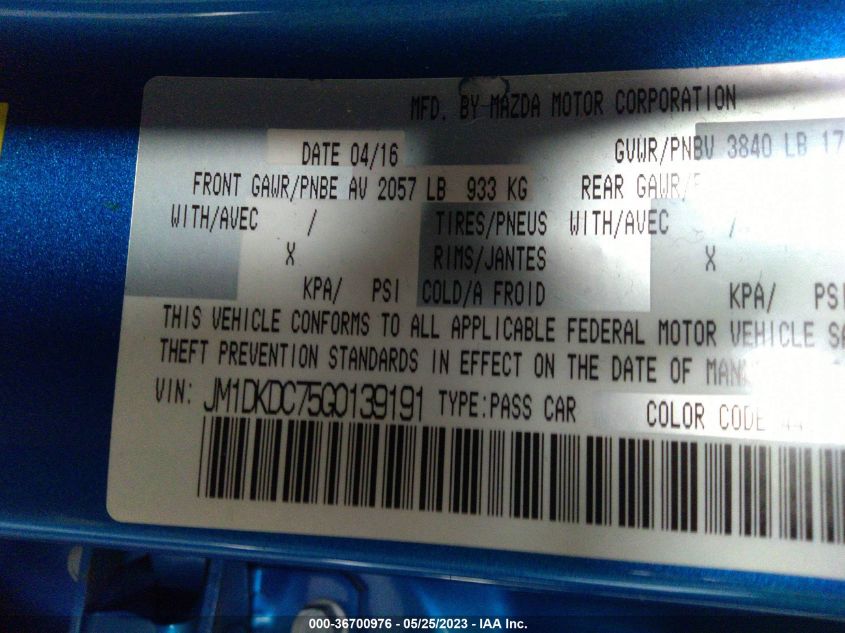 MFD. BY MAZDA MOTOR CORPORATION
DATE 04/16 GVWR/PNBV 3840 LB 17
FRONT GAWR/PNBE AV 2057 LB 933 KG REAR GAWR/
WITH/AVEC / TIRES/PNEUS WITH/AVEC /
X RIMS/JANTES X
KPA/ PSI COLD/A FROID KPA/ PSI
THIS VEHICLE CONFORMS TO ALL APPLICABLE FEDERAL MOTOR VEHICLE SA
THEFT PREVENTION STANDARDS IN EFFECT ON THE DATE OF MANU
VIN: JM1DKDC75G0139191 TYPE:PASS CAR COLOR CODE
000-36700976 - 05/25/2023 - IAA Inc.